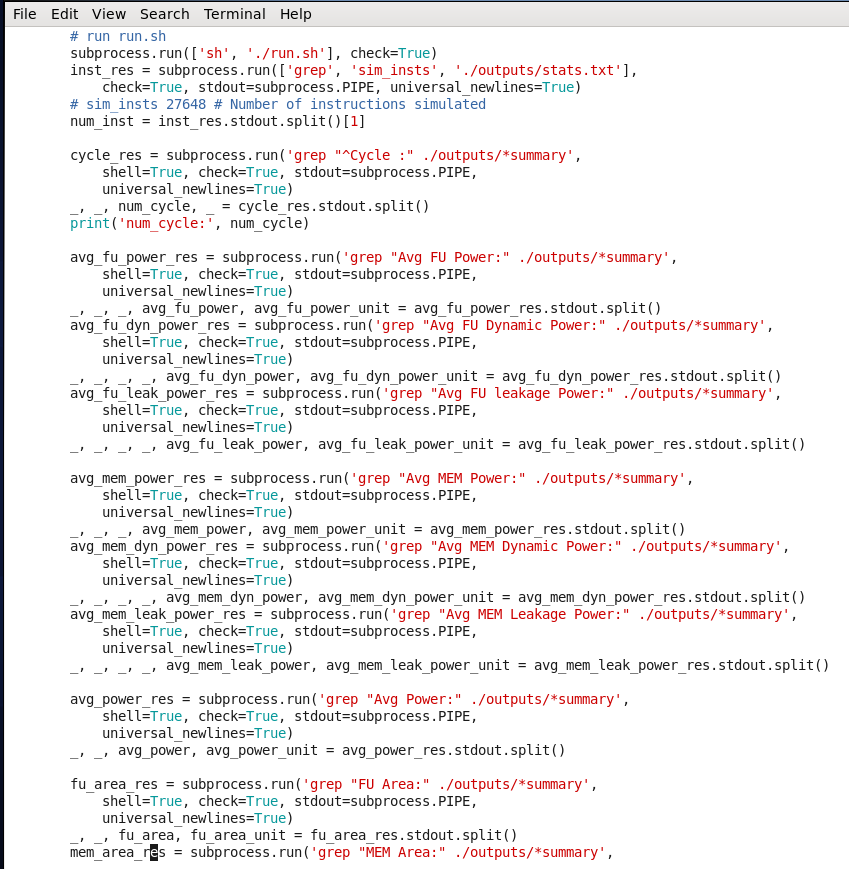 File Edit View Search Terminal Help
# run run.sh
subprocess.run(['sh', './run.sh'], check=True)
inst_res = subprocess.run(['grep', 'sim_insts', './outputs/stats.txt'],
check=True, stdout=subprocess.PIPE, universal_newlines=True)
# sim_insts 27648 # Number of instructions simulated
num_inst = inst_res.stdout.split()[1]
cycle_res = subprocess.run('grep "^Cycle :" ./outputs/*summary',
shell=True, check=True, stdout=subprocess.PIPE,
universal_newlines=True)
_, _, num_cycle, _ = cycle_res.stdout.split()
print('num_cycle:', num_cycle)
avg_fu_power_res = subprocess.run('grep "Avg FU Power:" ./outputs/*summary',
shell=True, check=True, stdout=subprocess.PIPE,
universal_newlines=True)
_, _, _, avg_fu_power, avg_fu_power_unit = avg_fu_power_res.stdout.split()
avg_fu_dyn_power_res = subprocess.run('grep "Avg FU Dynamic Power:" ./outputs/*summary',
shell=True, check=True, stdout=subprocess.PIPE,
universal_newlines=True)
_, _, _, _, avg_fu_dyn_power, avg_fu_dyn_power_unit = avg_fu_dyn_power_res.stdout.split()
avg_fu_leak_power_res = subprocess.run('grep "Avg FU leakage Power:" ./outputs/*summary',
shell=True, check=True, stdout=subprocess.PIPE,
universal_newlines=True)
_, _, _, _, avg_fu_leak_power, avg_fu_leak_power_unit = avg_fu_leak_power_res.stdout.split()
avg_mem_power_res = subprocess.run('grep "Avg MEM Power:" ./outputs/*summary',
shell=True, check=True, stdout=subprocess.PIPE,
universal_newlines=True)
_, _, _, avg_mem_power, avg_mem_power_unit = avg_mem_power_res.stdout.split()
avg_mem_dyn_power_res = subprocess.run('grep "Avg MEM Dynamic Power:" ./outputs/*summary',
shell=True, check=True, stdout=subprocess.PIPE,
universal_newlines=True)
_, _, _, _, avg_mem_dyn_power, avg_mem_dyn_power_unit = avg_mem_dyn_power_res.stdout.split()
avg_mem_leak_power_res = subprocess.run('grep "Avg MEM Leakage Power:" ./outputs/*summary',
shell=True, check=True, stdout=subprocess.PIPE,
universal_newlines=True)
_, _, _, _, avg_mem_leak_power, avg_mem_leak_power_unit = avg_mem_leak_power_res.stdout.split()
avg_power_res = subprocess.run('grep "Avg Power:" ./outputs/*summary',
shell=True, check=True, stdout=subprocess.PIPE,
universal_newlines=True)
_, _, avg_power, avg_power_unit = avg_power_res.stdout.split()
fu_area_res = subprocess.run('grep "FU Area:" ./outputs/*summary',
shell=True, check=True, stdout=subprocess.PIPE,
universal_newlines=True)
_, _, fu_area, fu_area_unit = fu_area_res.stdout.split()
mem_area_res = subprocess.run('grep "MEM Area:" ./outputs/*summary',